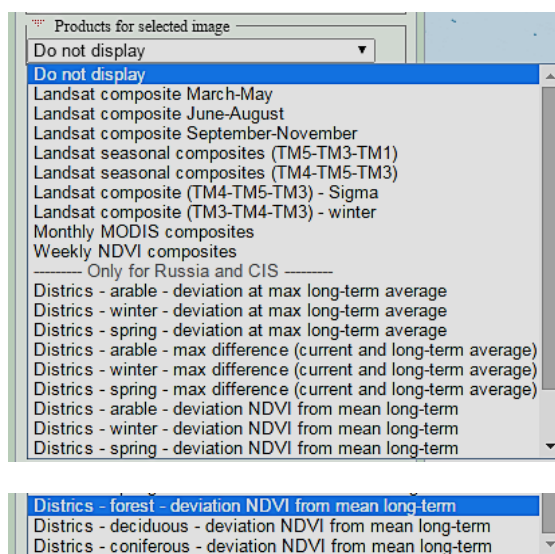 Products for selected image
Do not display
Do not display
Landsat composite March-May
Landsat composite June-August
Landsat composite September-November
Landsat seasonal composites (TM5-TM3-TM1)
Landsat seasonal composites (TM4-TM5-TM3)
Landsat composite (TM4-TM5-TM3) - Sigma
Landsat composite (TM3-TM4-TM3) - winter
Monthly MODIS composites
Weekly NDVI composites
--------- Only for Russia and CIS ---------
Districs - arable - deviation at max long-term average
Districs - winter - deviation at max long-term average
Districs - spring - deviation at max long-term average
Districs - arable - max difference (current and long-term average)
Districs - winter - max difference (current and long-term average)
Districs - spring - max difference (current and long-term average)
Districs - arable - deviation NDVI from mean long-term
Districs - winter - deviation NDVI from mean long-term
Districs - spring - deviation NDVI from mean long-term
Districs - forest - deviation NDVI from mean long-term
Districs - deciduous - deviation NDVI from mean long-term
Districs - coniferous - deviation NDVI from mean long-term